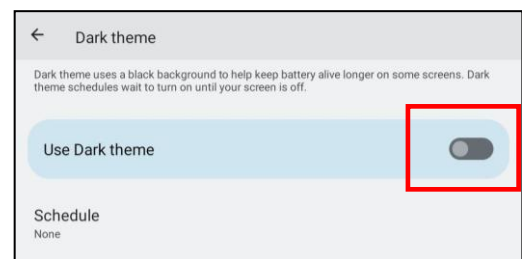 Dark theme
Dark theme uses a black background to help keep battery alive longer on some screens. Dark
theme schedules wait to turn on until your screen is off.
Use Dark theme
Schedule
None